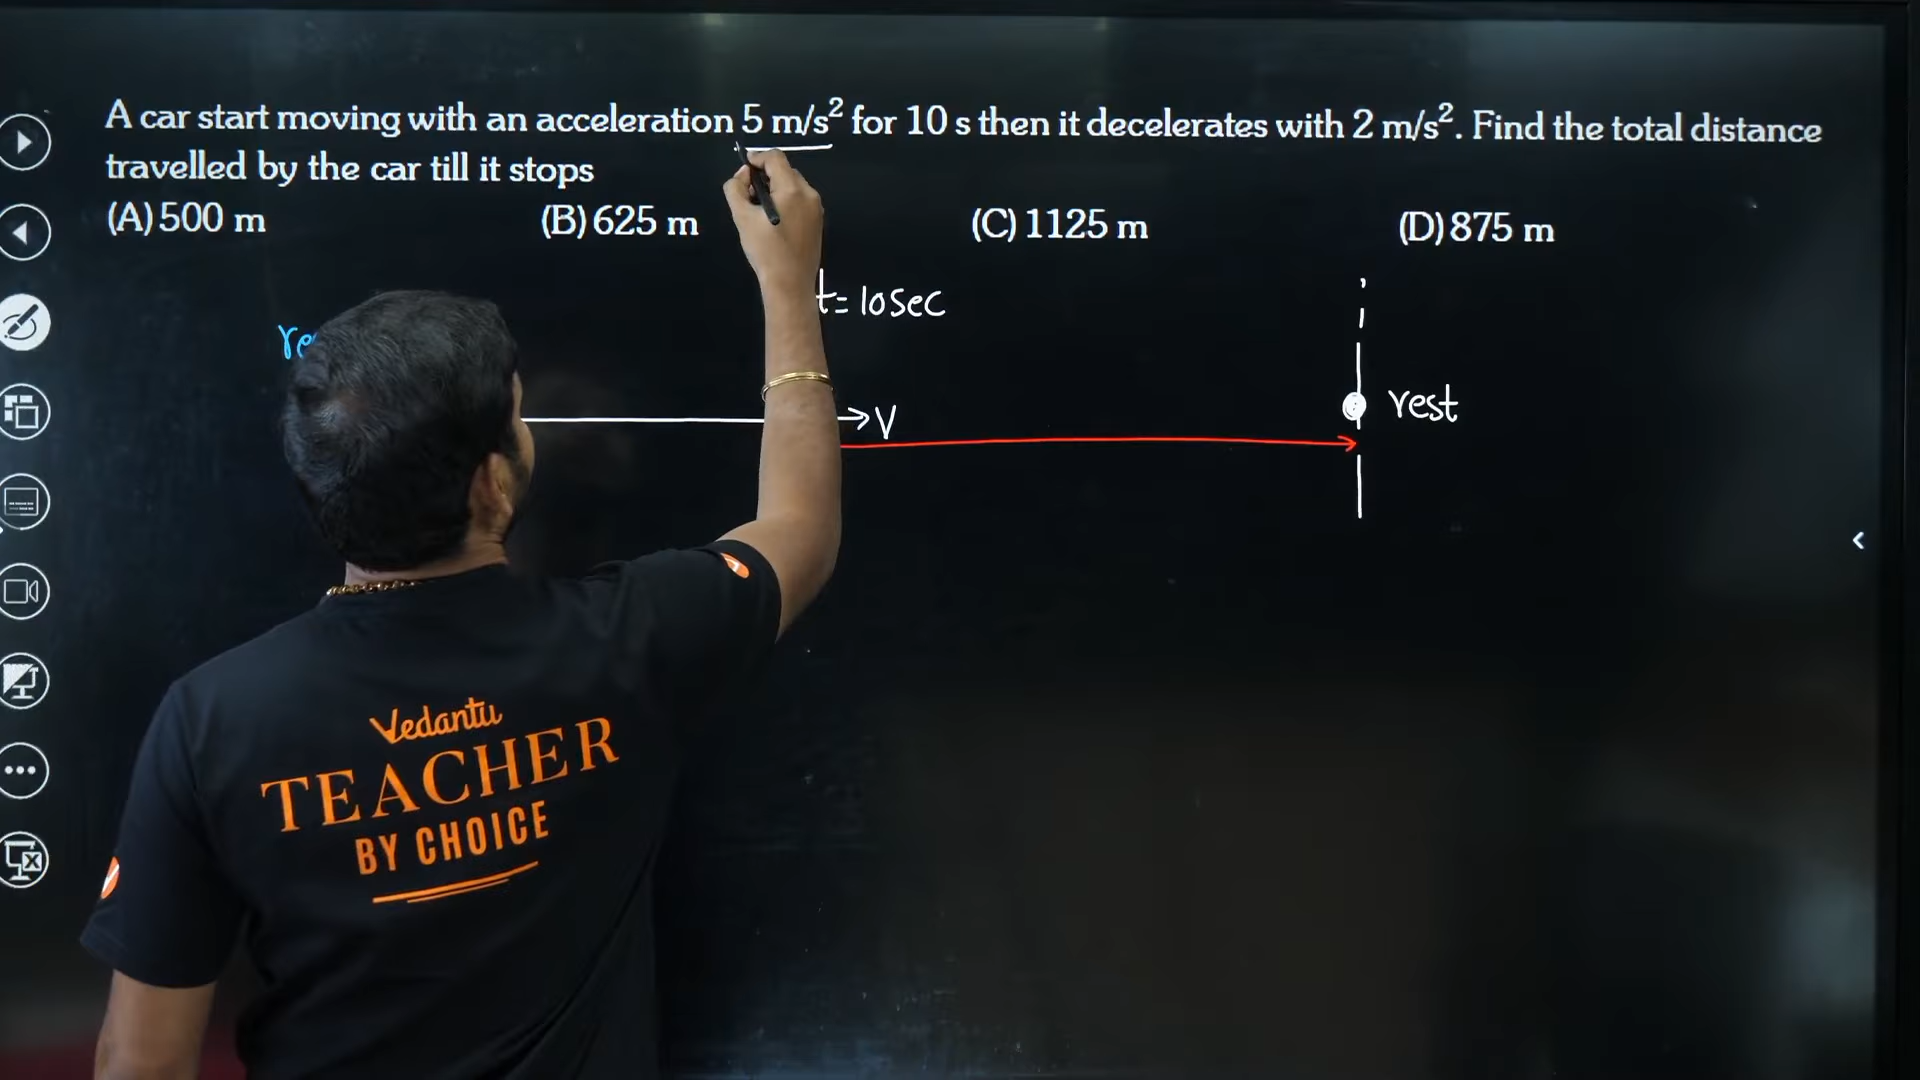 A car start moving with an acceleration 5 m/s² for 10 s then it decelerates with 2 m/s². Find the total distance
travelled by the car till it stops
(A) 500 m (B) 625 m (C) 1125 m (D) 875 m
t = 10sec
rest
V
Vedantu
TEACHER
BY CHOICE